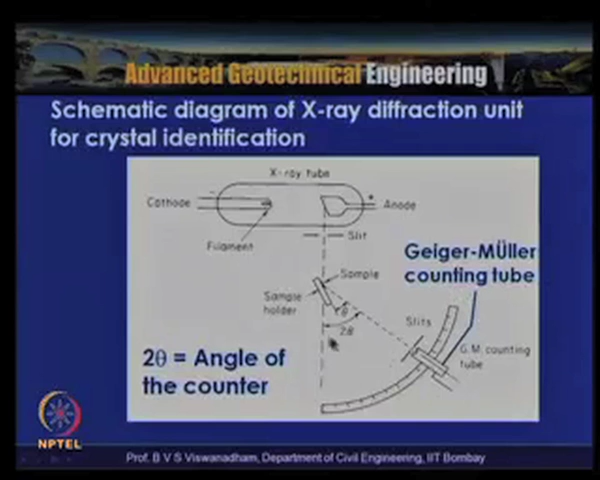 Advanced Geotechnical Engineering
Schematic diagram of X-ray diffraction unit
for crystal identification
X-ray tube
Cathode
-
+
Anode
Filament
Slit
Geiger-MÜller
counting tube
Sample
Sample
holder
θ
2θ
Slits
G.M. counting
tube
2θ = Angle of
the counter
NPTEL
Prof. B V S Viswanadham, Department of Civil Engineering, IIT Bombay